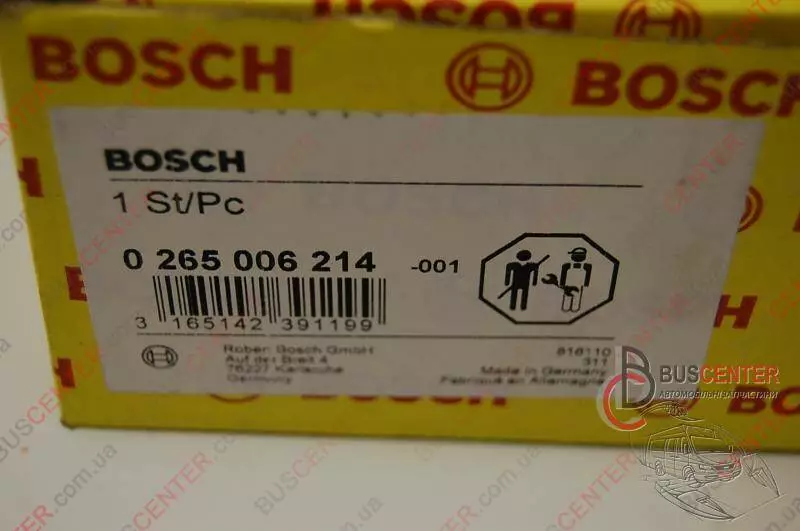 BOSCH BOSCH
BOSCH
1 St/Pc
0 265 006 214 -001
3 165142 391199
Robert Bosch GmbH
Auf der Breit 4
76227 Karlsruhe
Germany
816110
311
Made in Germany
Fabriqué en Allemagne
BUSCENTER
АВТОМОБІЛЬНІ ЗАПЧАСТИНИ
BUSCENTER.com.ua